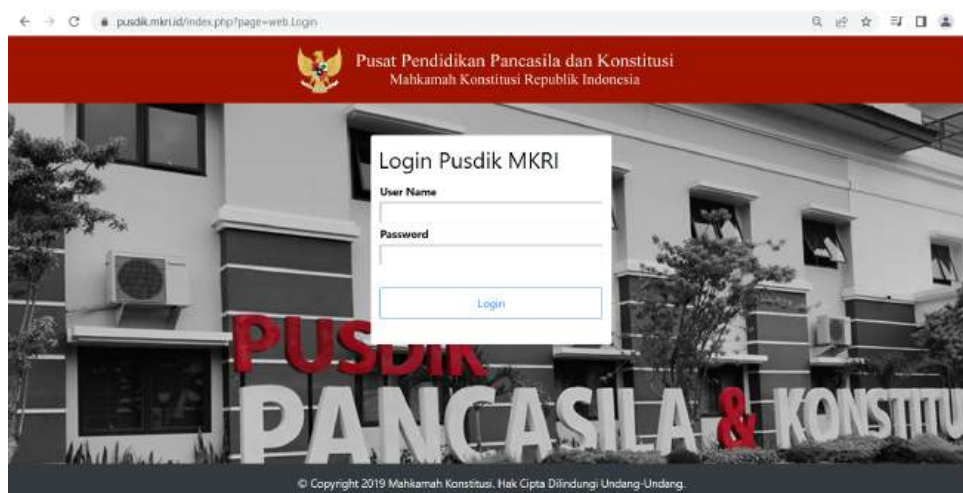 pusdik.mkri.id/index.php?page=web.Login
Pusat Pendidikan Pancasila dan Konstitusi
Mahkamah Konstitusi Republik Indonesia
Login Pusdik MKRI
User Name
Password
Login
PUSDIK
PANCASILA & KONSTITU
© Copyright 2019 Mahkamah Konstitusi. Hak Cipta Dilindungi Undang-Undang.